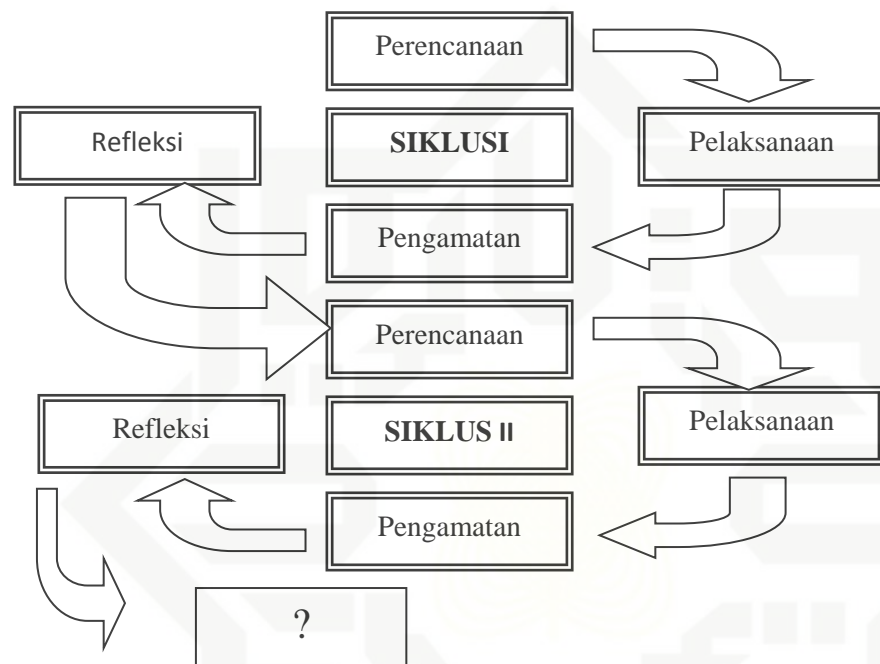 Perencanaan
Refleksi
SIKLUSI
Pelaksanaan
Pengamatan
Perencanaan
Refleksi
SIKLUS II
Pelaksanaan
Pengamatan
?